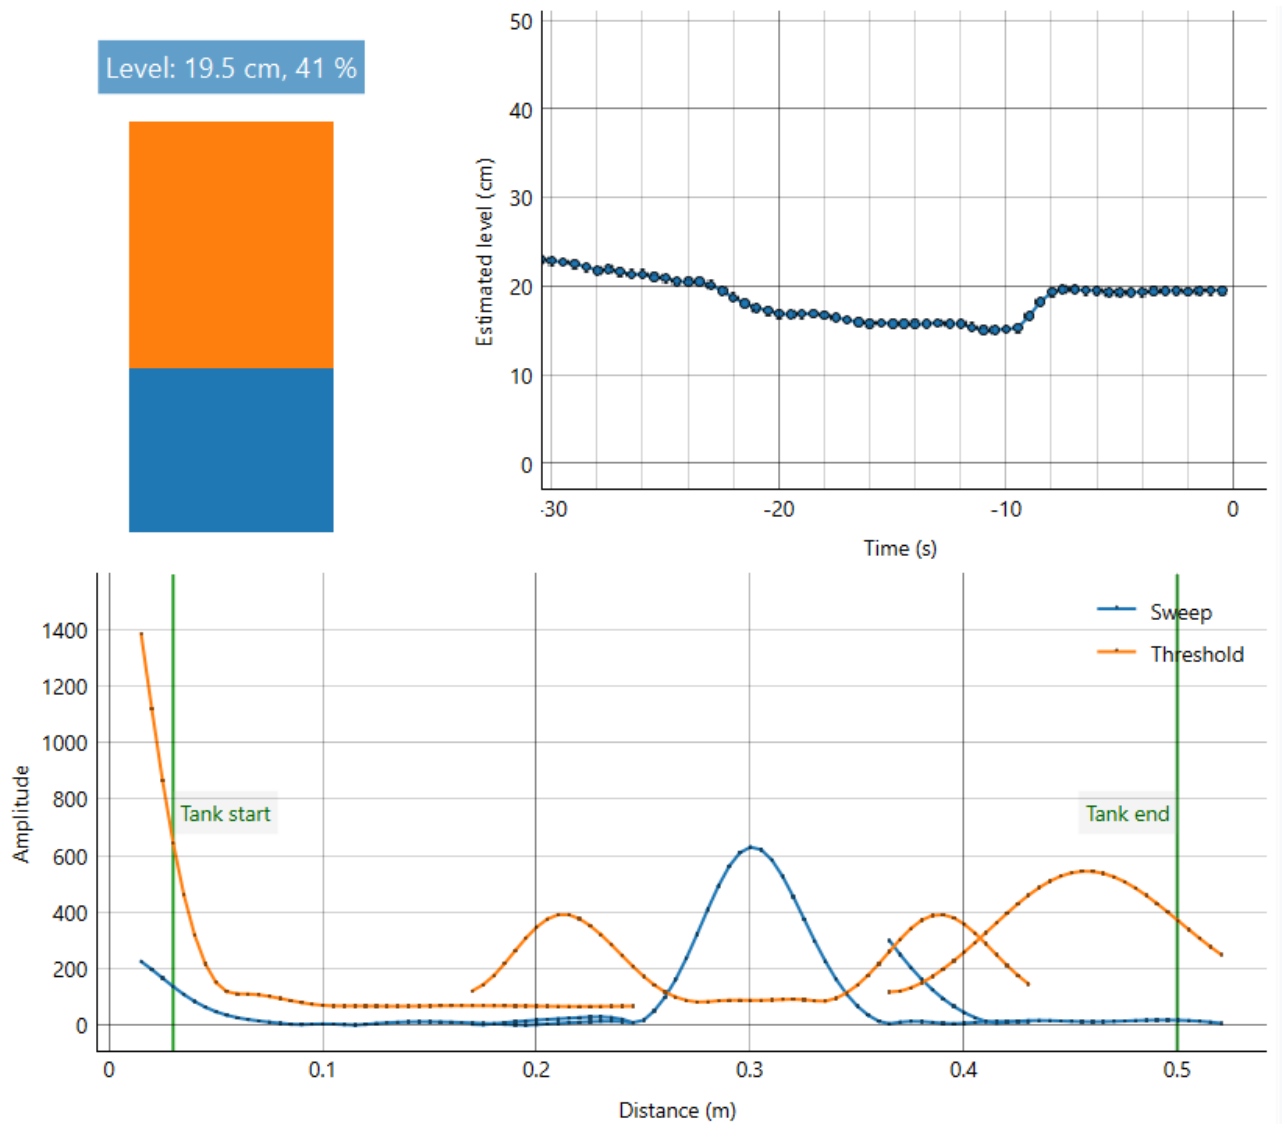 Level: 19.5 cm, 41 %
50
40
30
20
10
0
Estimated level (cm)
-30
-20
-10
0
Time (s)
Sweep
Threshold
1400
1200
1000
800
600
400
200
0
Amplitude
Tank start
Tank end
0
0.1
0.2
0.3
0.4
0.5
Distance (m)